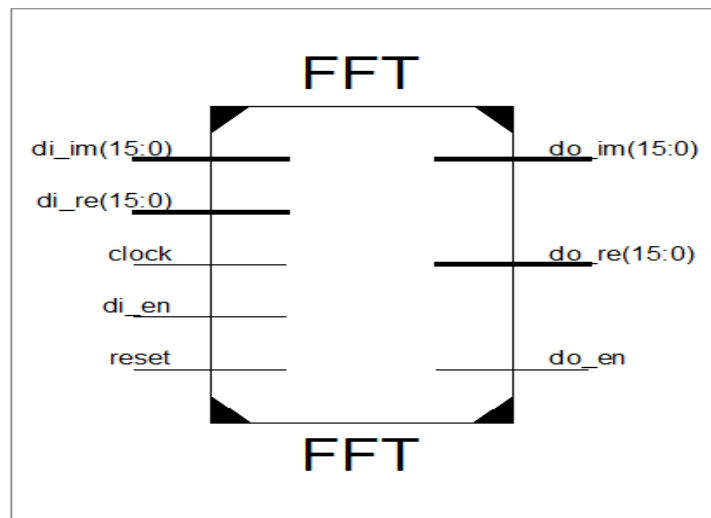 FFT
di_im(15:0)
do_im(15:0)
di_re(15:0)
clock
do_re(15:0)
di_en
reset
do_en
FFT